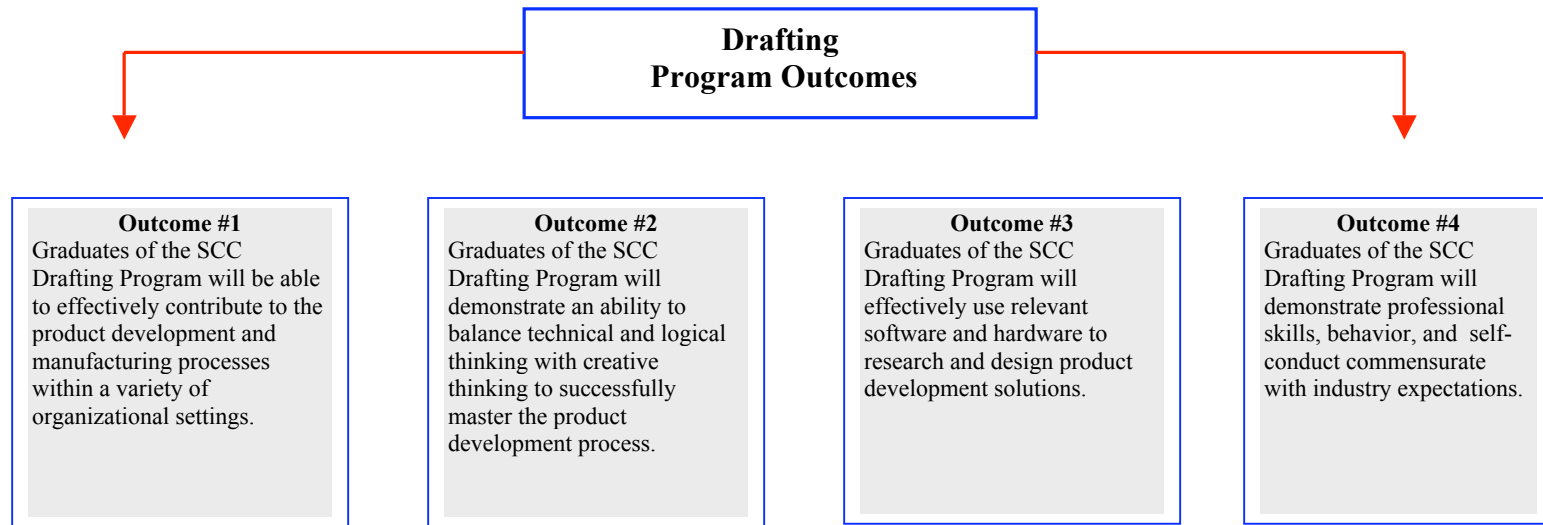 Drafting
Program Outcomes
Outcome #1
Graduates of the SCC
Drafting Program will be able
to effectively contribute to the
product development and
manufacturing processes
within a variety of
organizational settings.
Outcome #2
Graduates of the SCC
Drafting Program will
demonstrate an ability to
balance technical and logical
thinking with creative
thinking to successfully
master the product
development process.
Outcome #3
Graduates of the SCC
Drafting Program will
effectively use relevant
software and hardware to
research and design product
development solutions.
Outcome #4
Graduates of the SCC
Drafting Program will
demonstrate professional
skills, behavior, and  self-
conduct commensurate
with industry expectations.